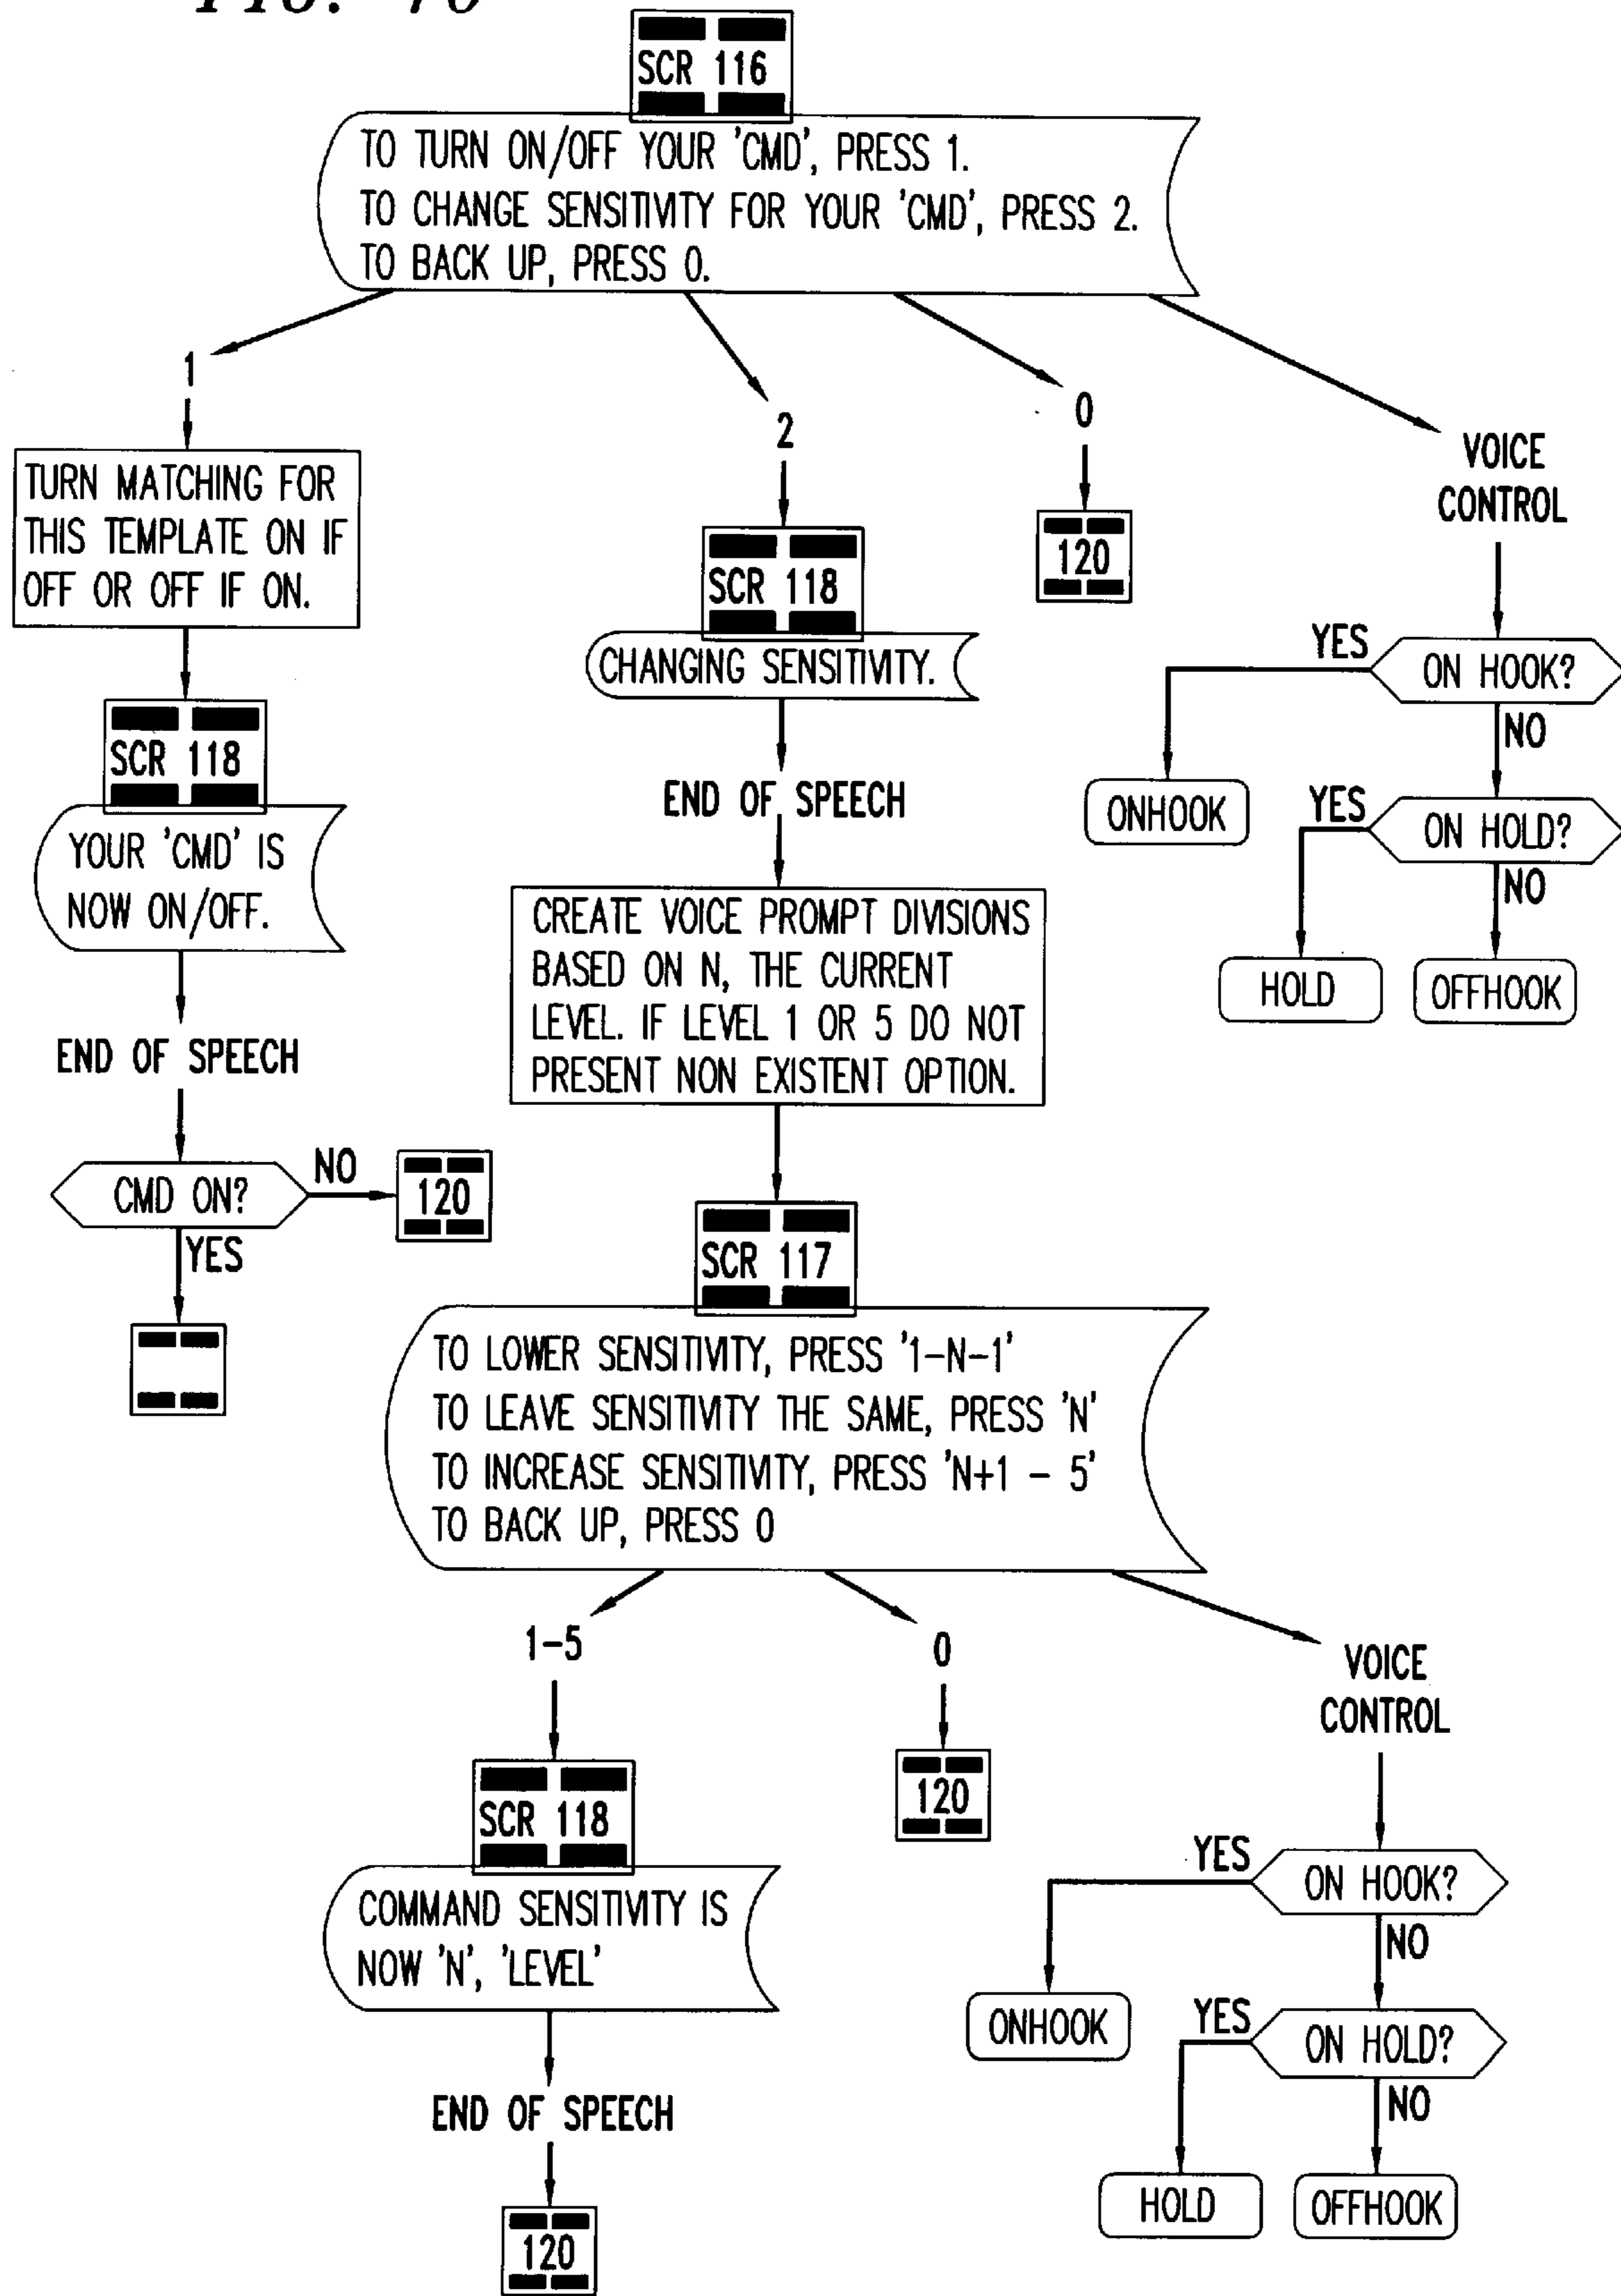 SCR 116
TO TURN ON/OFF YOUR 'CMD', PRESS 1.
TO CHANGE SENSITIVITY FOR YOUR 'CMD', PRESS 2.
TO BACK UP, PRESS 0.
1
2
0
VOICE
CONTROL
TURN MATCHING FOR
THIS TEMPLATE ON IF
OFF OR OFF IF ON.
SCR 118
120
YES
ON HOOK?
CHANGING SENSITIVITY.
NO
SCR 118
ONHOOK
YES
ON HOLD?
END OF SPEECH
YOUR 'CMD' IS
NOW ON/OFF.
NO
CREATE VOICE PROMPT DIVISIONS
BASED ON N, THE CURRENT
LEVEL. IF LEVEL 1 OR 5 DO NOT
PRESENT NON EXISTENT OPTION.
HOLD
OFFHOOK
END OF SPEECH
CMD ON?
NO
120
YES
SCR 117
TO LOWER SENSITIVITY, PRESS '1-N-1'
TO LEAVE SENSITIVITY THE SAME, PRESS 'N'
TO INCREASE SENSITIVITY, PRESS 'N+1 - 5'
TO BACK UP, PRESS 0
1-5
0
VOICE
CONTROL
SCR 118
120
YES
ON HOOK?
COMMAND SENSITIVITY IS
NOW 'N', 'LEVEL'
NO
ONHOOK
YES
ON HOLD?
NO
END OF SPEECH
HOLD
OFFHOOK
120